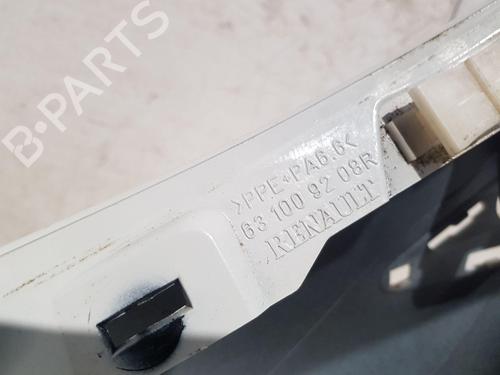 B-PARTS
>PPE+PA6.6<
63 100 92 08R
RENAULT